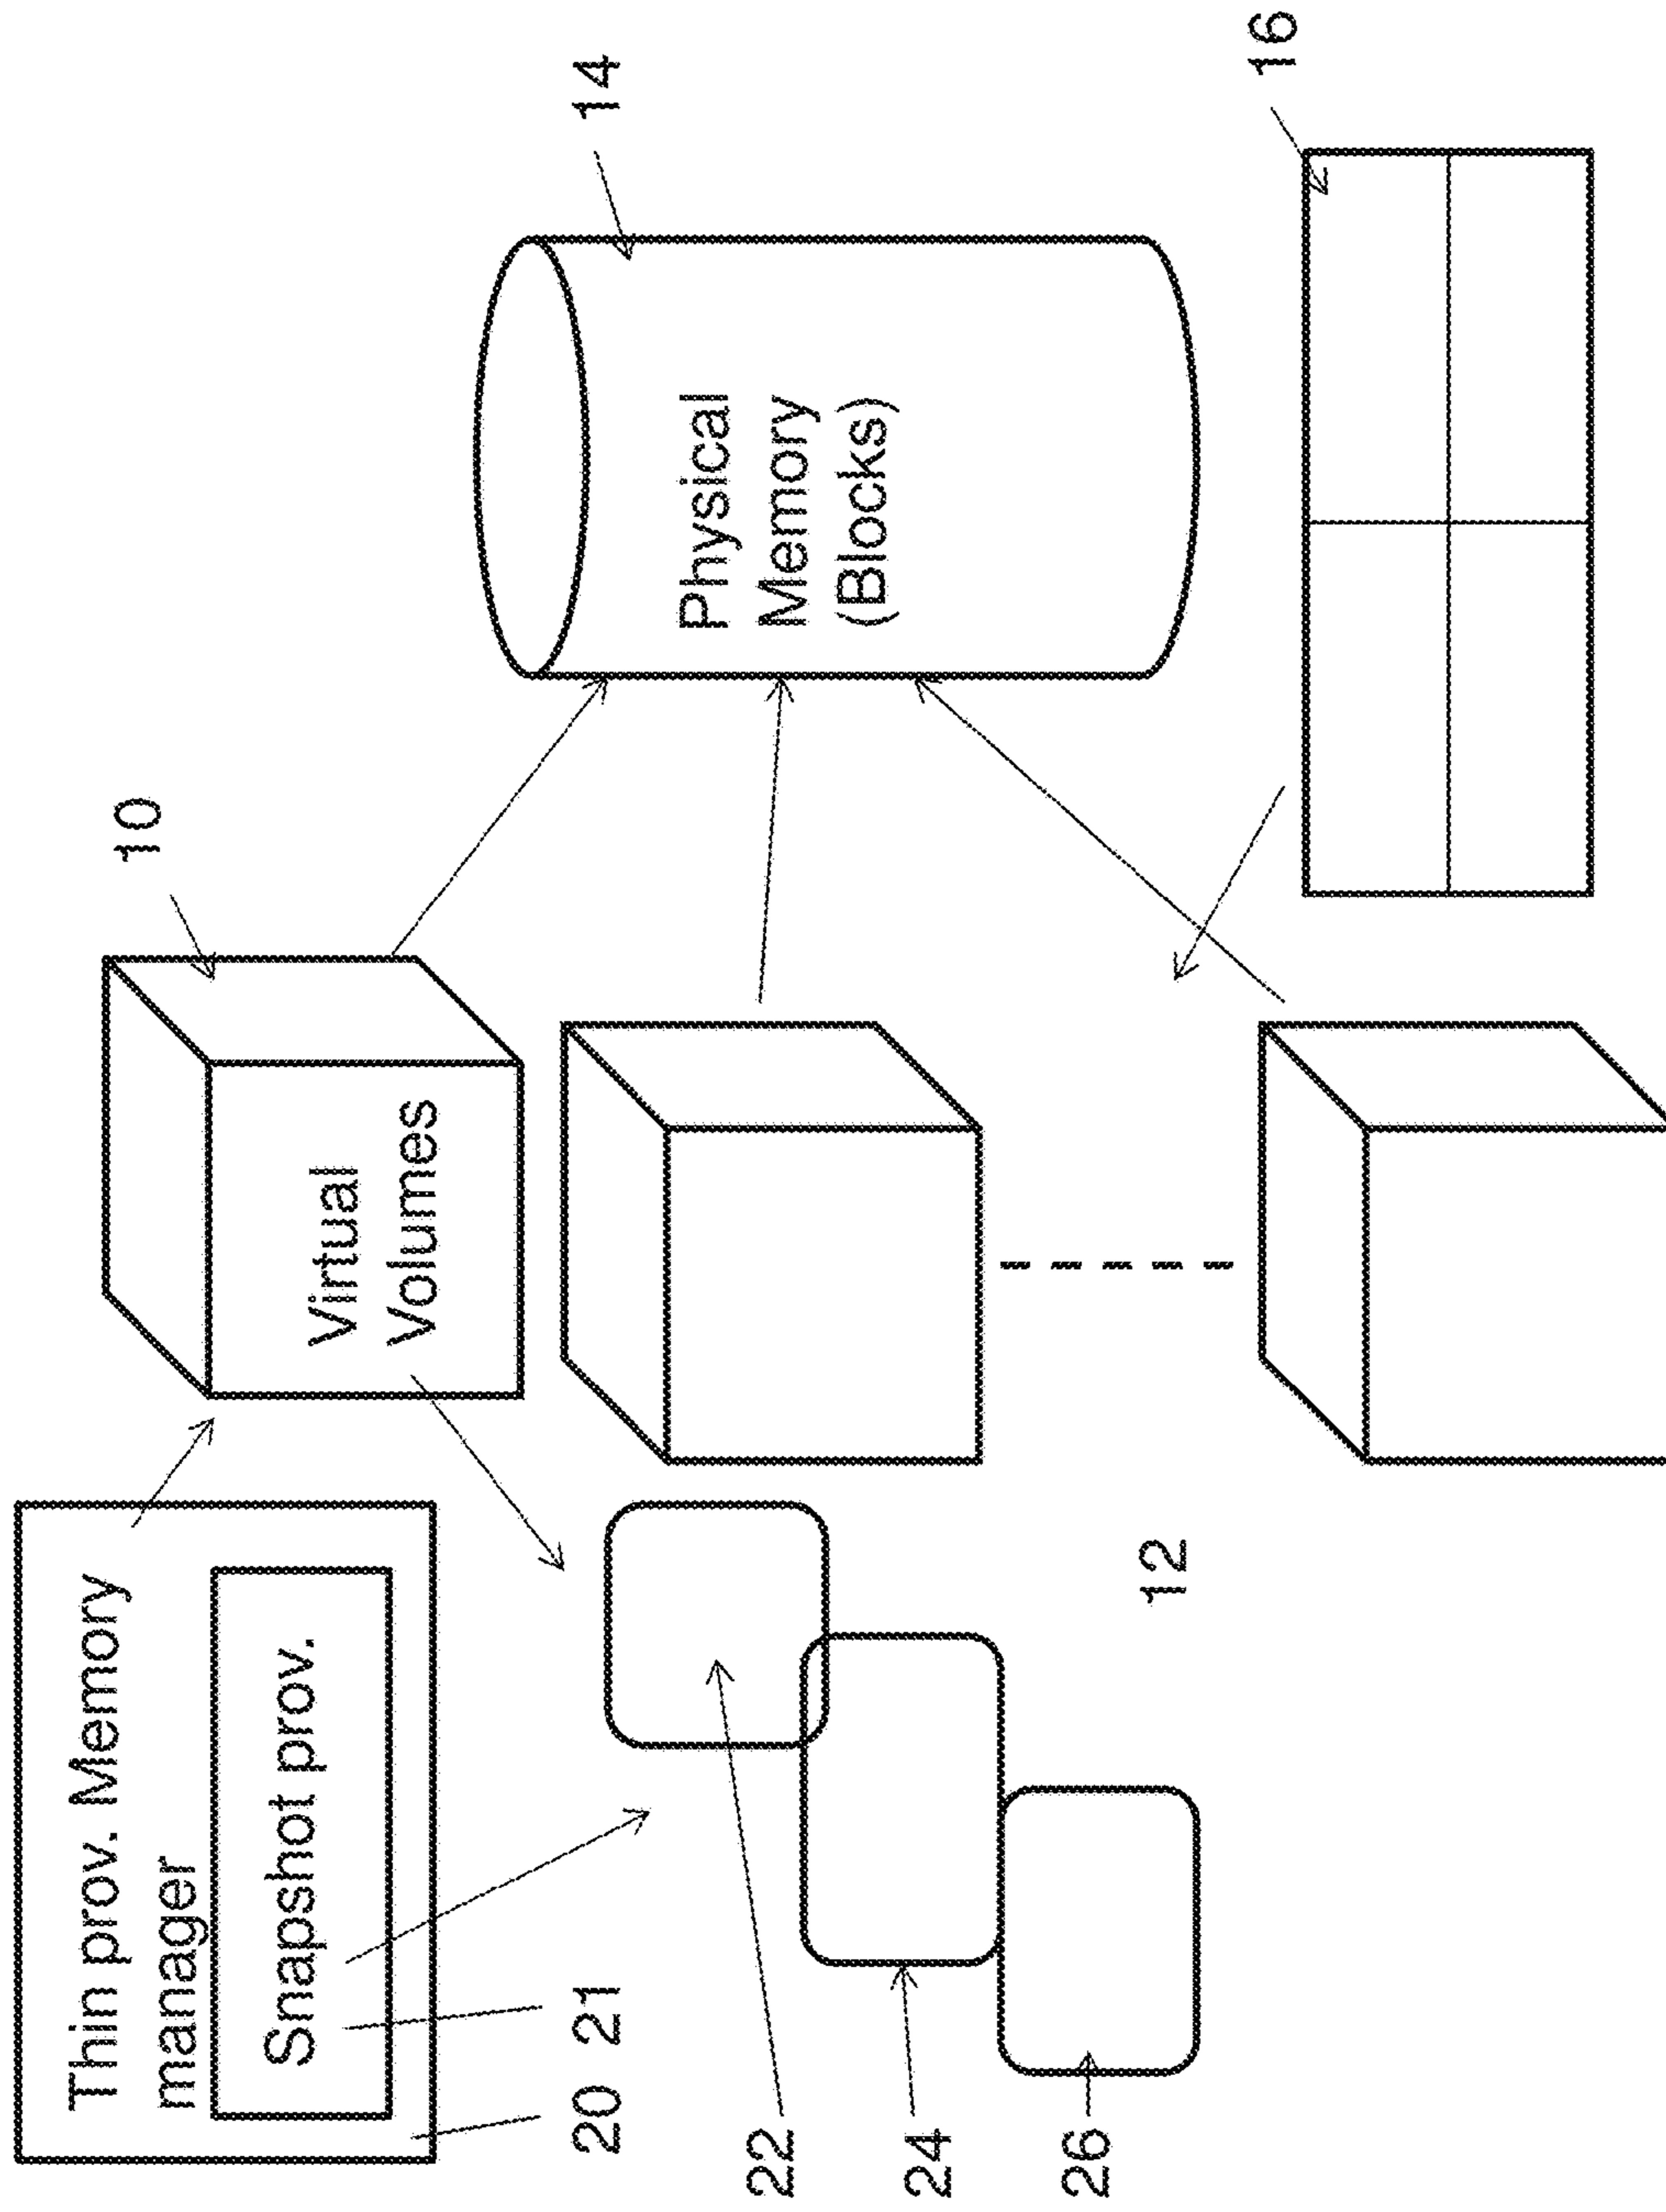 Thin prov. Memory
manager
Snapshot prov.
20
21
Virtual
Volumes
10
22
24
26
12
Physical
Memory
(Blocks)
14
16